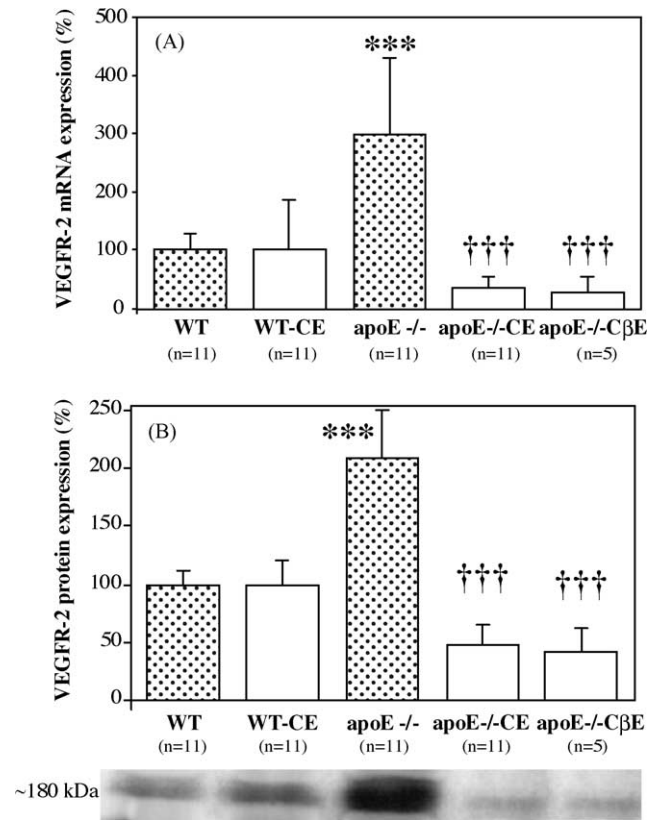 VEGFR-2 mRNA expression (%)
500
400
300
200
100
0
(A)
***
††† †††
WT WT-CE apoE -/- apoE-/-CE apoE-/-CβE
(n=11) (n=11) (n=11) (n=11) (n=5)
VEGFR-2 protein expression (%)
250
200
150
100
50
0
(B)
***
††† †††
WT WT-CE apoE -/- apoE-/-CE apoE-/-CβE
(n=11) (n=11) (n=11) (n=11) (n=5)
~180 kDa